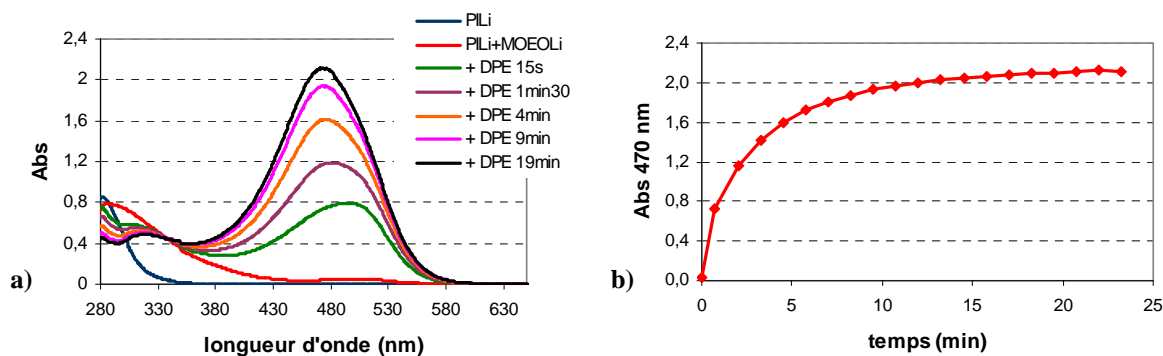 PILi
PILi+MOEOLi
+ DPE 15s
+ DPE 1min30
+ DPE 4min
+ DPE 9min
+ DPE 19min
2,4
2
1,6
1,2
0,8
0,4
0
Abs
280 330 380 430 480 530 580 630
longueur d'onde (nm)
a)
2,4
2,0
1,6
1,2
0,8
0,4
0,0
Abs 470 nm
0 5 10 15 20 25
temps (min)
b)